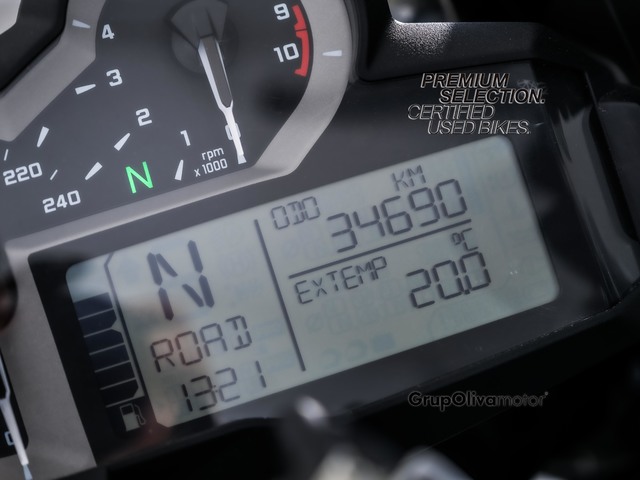 4
3
2
1
9
10
rpm
x 1000
220
240
N
PREMIUM
SELECTION.
CERTIFIED
USED BIKES.
N
ROAD
13:21
ODO KM
34690
EXTEMP °C
20.0
GrupOlivamotor